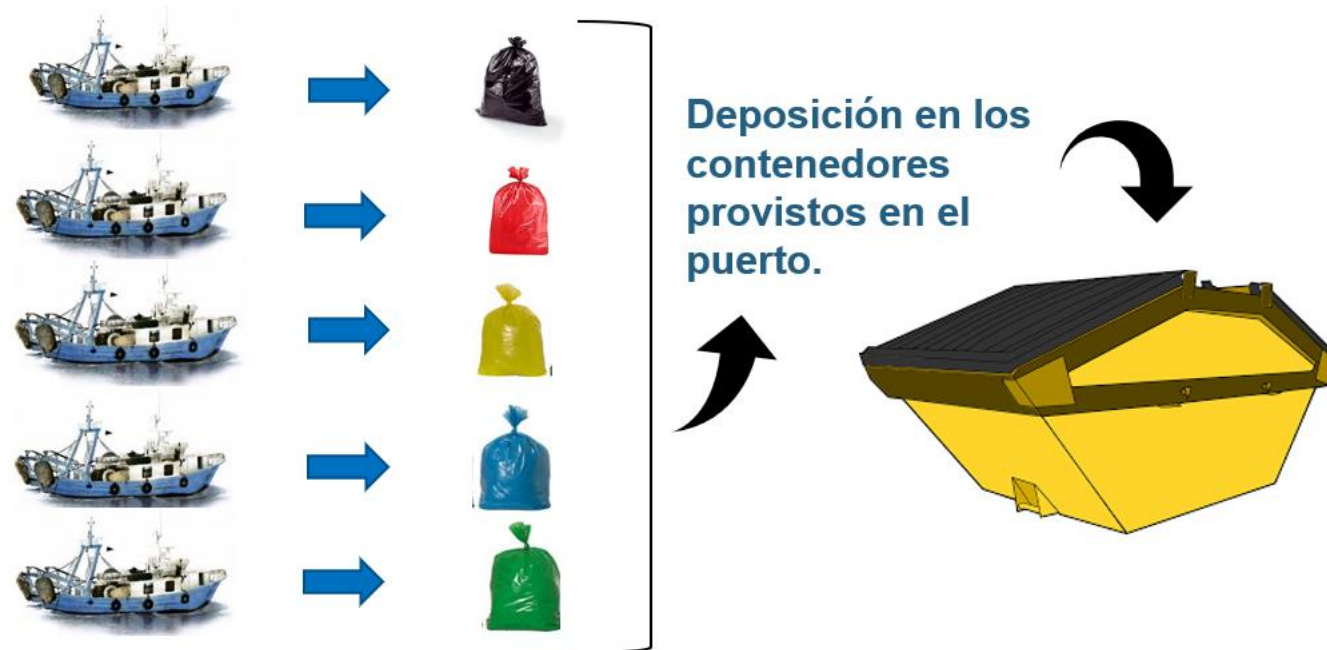 Deposición en los
contenedores
provistos en el
puerto.